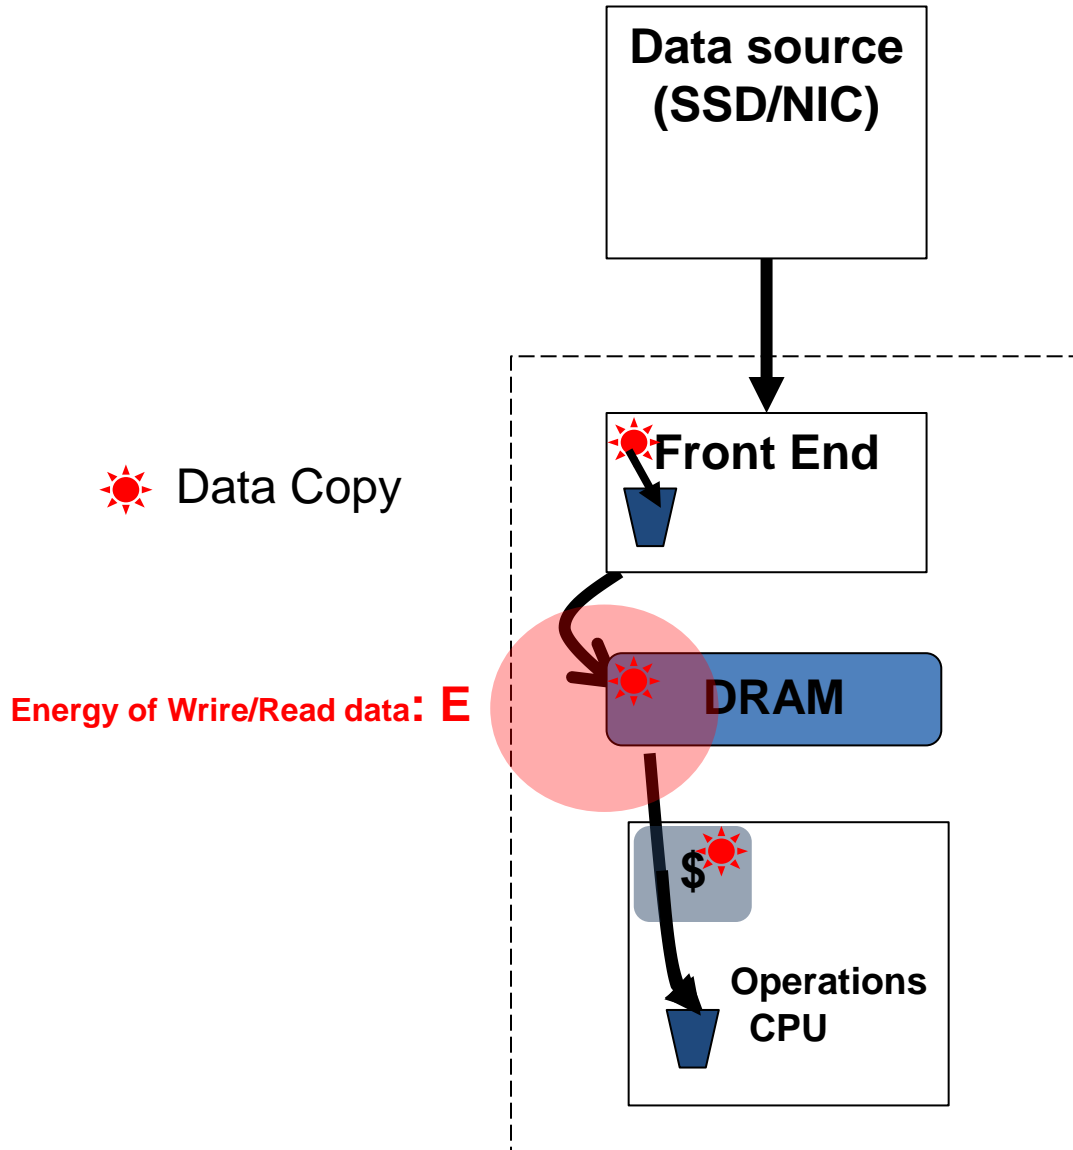 Data source
(SSD/NIC)
Front End
Data Copy
DRAM
Energy of Wrire/Read data: E
$
Operations
CPU